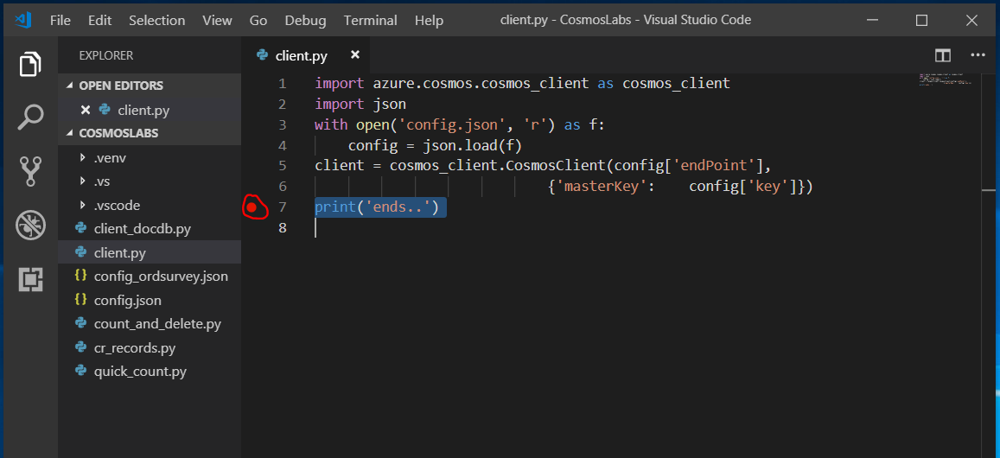 File Edit Selection View Go Debug Terminal Help client.py - CosmosLabs - Visual Studio Code
EXPLORER
OPEN EDITORS
client.py
COSMOSLABS
.venv
.vs
.vscode
client_docdb.py
client.py
config_ordsurvey.json
config.json
count_and_delete.py
cr_records.py
quick_count.py
client.py
1 import azure.cosmos.cosmos_client as cosmos_client
2 import json
3 with open('config.json', 'r') as f:
4     config = json.load(f)
5 client = cosmos_client.CosmosClient(config['endPoint'],
6                             {'masterKey':    config['key']})
7 print('ends..')
8